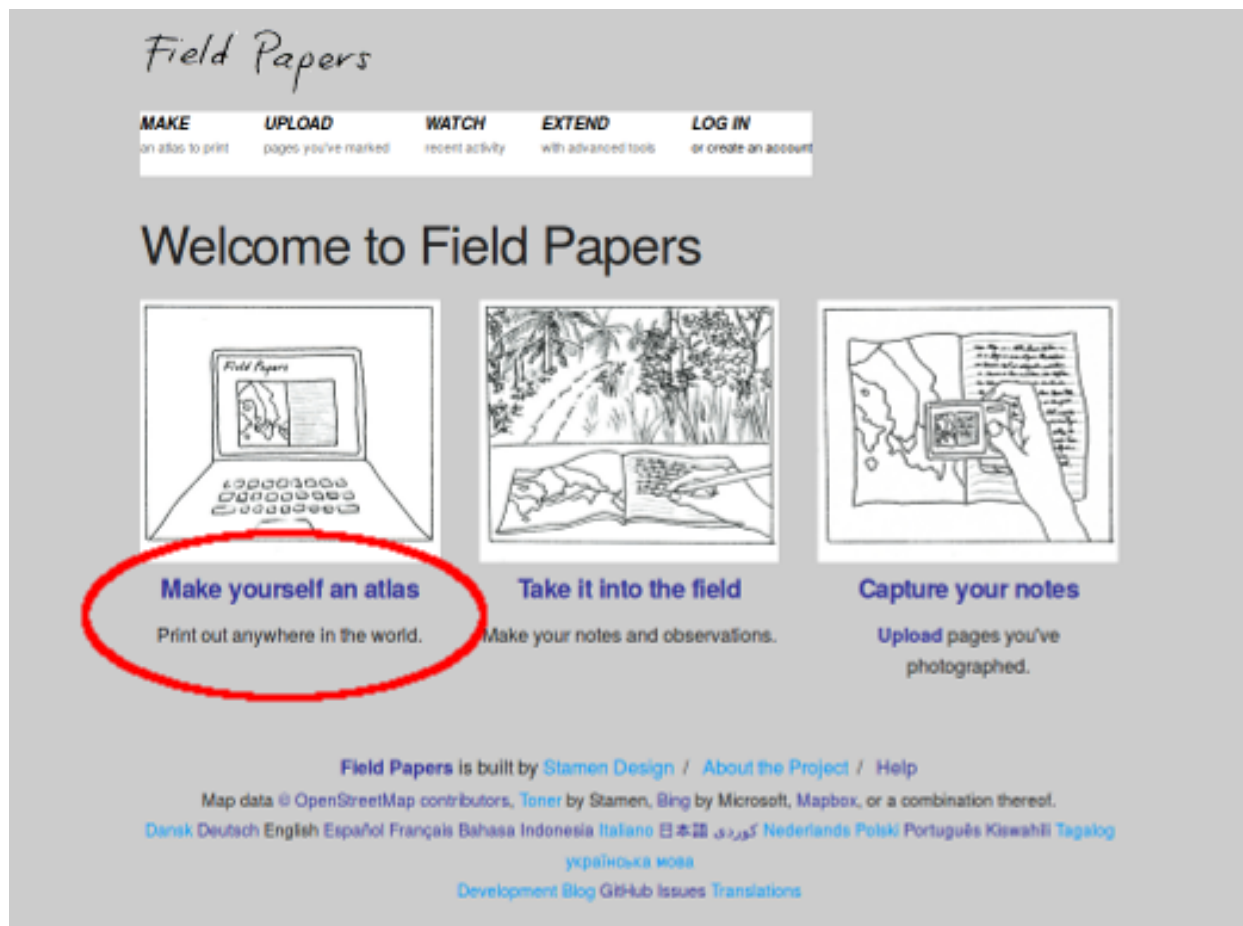 Field Papers
MAKE UPLOAD WATCH EXTEND LOG IN
an atlas to print pages you've marked recent activity with advanced tools or create an account
Welcome to Field Papers
Field Papers
Make yourself an atlas Take it into the field Capture your notes
Print out anywhere in the world. Make your notes and observations. Upload pages you've
photographed.
Field Papers is built by Stamen Design / About the Project / Help
Map data © OpenStreetMap contributors, Toner by Stamen, Bing by Microsoft, Mapbox, or a combination thereof.
Dansk Deutsch English Español Français Bahasa Indonesia Italiano 日本語 كوردی Nederlands Polski Português Kiswahili Tagalog
українська мова
Development Blog GitHub Issues Translations